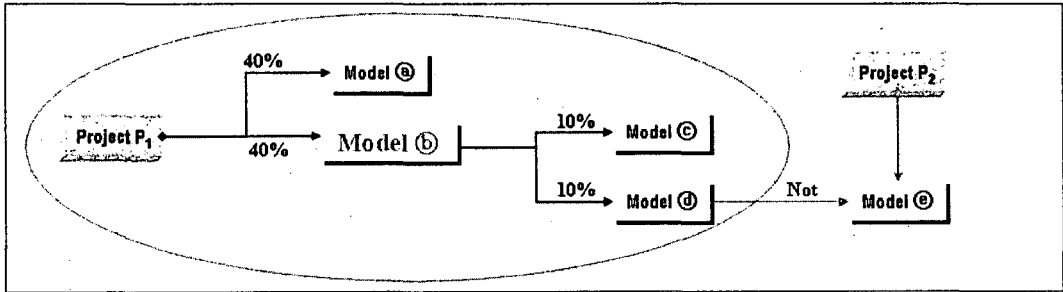 40%
Model ⓐ
Project P₂
Project P₁
40%
Model ⓑ
10%
Model ⓒ
10%
Model ⓓ
Not
Model ⓔ